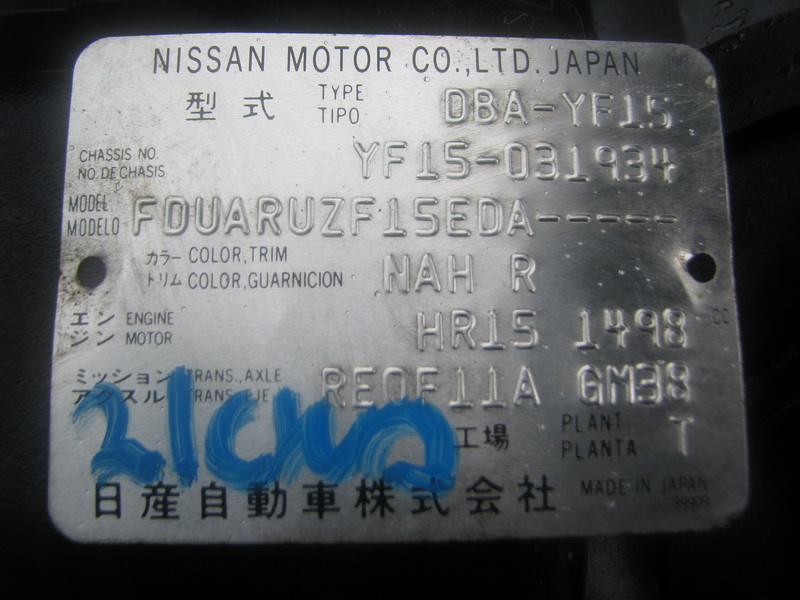 NISSAN MOTOR CO.,LTD. JAPAN
型式 TYPE TIPO DBA-YF15
CHASSIS NO. NO. DE CHASIS YF15-031934
MODEL MODELO FDUARUZF15EDA-----
カラー COLOR,TRIM
トリム COLOR,GUARNICION NAH R
エン ENGINE
ジン MOTOR HR15 1498 CC
ミッション TRANS., AXLE
アクスル TRANS EJE RE0F11A GM38
工場 PLANT PLANTA T
日産自動車株式会社 MADE IN JAPAN
89909